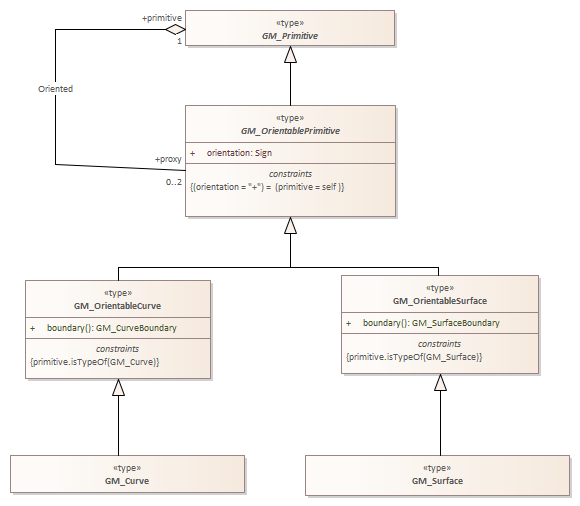 +primitive
«type»
GM_Primitive
1
Oriented
«type»
GM_OrientablePrimitive
+ orientation: Sign
constraints
{(orientation = "+") = (primitive = self )}
+proxy
0..2
«type»
GM_OrientableCurve
+ boundary(): GM_CurveBoundary
constraints
{primitive.isTypeOf(GM_Curve)}
«type»
GM_OrientableSurface
+ boundary(): GM_SurfaceBoundary
constraints
{primitive.isTypeOf(GM_Surface)}
«type»
GM_Curve
«type»
GM_Surface